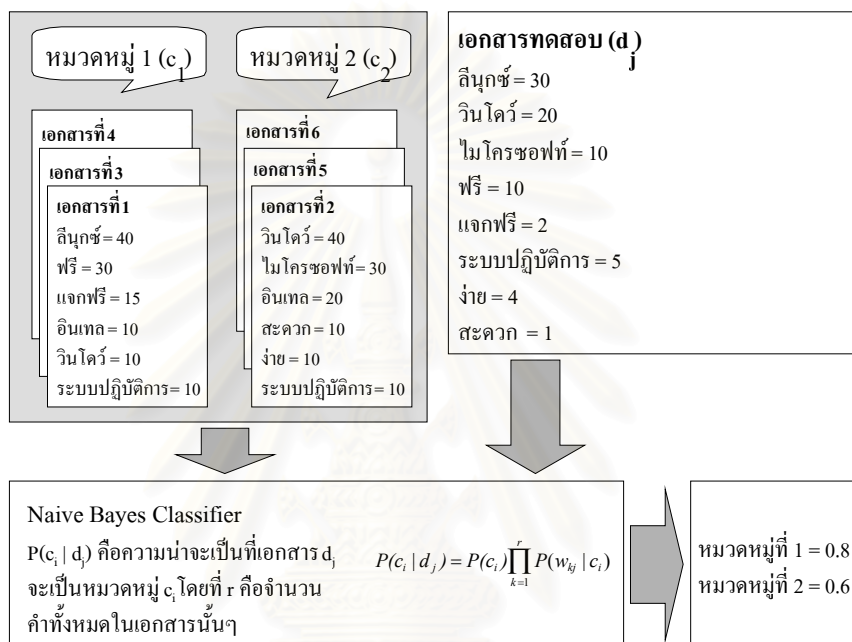 หมวดหมู่ 1 (c1)
หมวดหมู่ 2 (c2)
เอกสารที่4
เอกสารที่3
เอกสารที่1
ลีนุกซ์ = 40
ฟรี = 30
แจกฟรี = 15
อินเทล = 10
วินโดว์ = 10
ระบบปฏิบัติการ= 10
เอกสารที่6
เอกสารที่5
เอกสารที่2
วินโดว์ = 40
ไมโครซอฟท์ = 30
อินเทล = 20
สะดวก = 10
ง่าย = 10
ระบบปฏิบัติการ = 10
เอกสารทดสอบ (dj)
ลีนุกซ์ = 30
วินโดว์ = 20
ไมโครซอฟท์ = 10
ฟรี = 10
แจกฟรี = 2
ระบบปฏิบัติการ = 5
ง่าย = 4
สะดวก = 1
Naive Bayes Classifier
P(ci | dj) คือความน่าจะเป็นที่เอกสาร dj
จะเป็นหมวดหมู่ ci โดยที่ r คือจำนวน
คำทั้งหมดในเอกสารนั้นๆ
P(ci | dj) = P(ci) ∏_{k=1}^{r} P(wkj | ci)
หมวดหมู่ที่ 1 = 0.8
หมวดหมู่ที่ 2 = 0.6